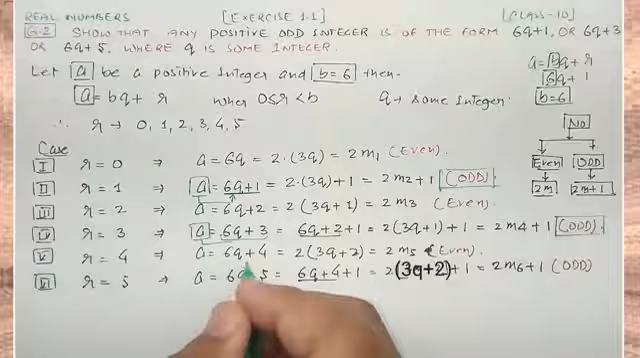 REAL NUMBERS [EXERCISE 1.1] [CLASS-10]
Q.2 SHOW THAT ANY POSITIVE ODD INTEGER IS OF THE FORM 6q+1, OR 6q+3
OR 6q+5, WHERE q IS SOME INTEGER.
Let a be a positive Integer and b=6 then-
a = bq + r when 0≤r<b q → some Integer.
∴ r → 0, 1, 2, 3, 4, 5
a = bq + r
6q + 1
b=6
NO
Even ODD
2m 2m+1
Case
I r = 0 ⇒ a = 6q = 2·(3q) = 2m1 (Even).
II r = 1 ⇒ a = 6q+1 = 2·(3q)+1 = 2m2+1 (ODD)
III r = 2 ⇒ a = 6q+2 = 2(3q+1) = 2m3 (Even)
IV r = 3 ⇒ a = 6q+3 = 6q+2+1 = 2(3q+1)+1 = 2m4+1 (ODD)
V r = 4 ⇒ a = 6q+4 = 2(3q+2) = 2m5 (Even).
VI r = 5 ⇒ a = 6q+5 = 6q+4+1 = 2(3q+2)+1 = 2m6+1 (ODD)